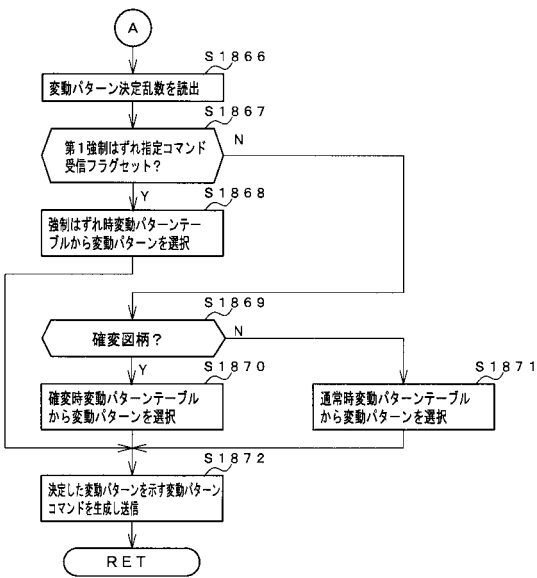 A
S1866
変動パターン決定乱数を読出
S1867
第1強制はずれ指定コマンド
受信フラグセット？
N
Y
S1868
強制はずれ時変動パターンテー
ブルから変動パターンを選択
S1869
確変図柄？
N
Y
S1870
確変時変動パターンテーブル
から変動パターンを選択
S1871
通常時変動パターンテーブル
から変動パターンを選択
S1872
決定した変動パターンを示す変動パターン
コマンドを生成し送信
RET